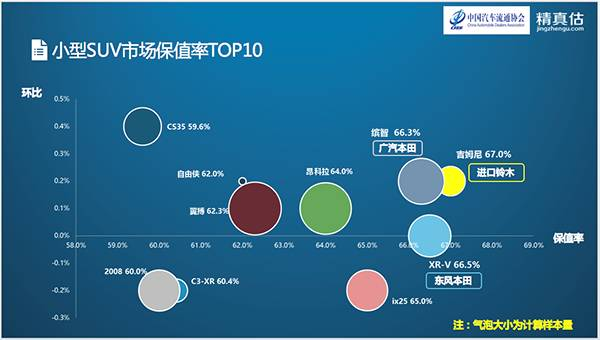 中国汽车流通协会
China Automobile Dealers Association
CADA
精真估
jingzhengu.com
小型SUV市场保值率TOP10
环比
0.5%
0.4%
0.3%
0.2%
0.1%
0.0%
-0.1%
-0.2%
-0.3%
58.0% 59.0% 60.0% 61.0% 62.0% 63.0% 64.0% 65.0% 66.0% 67.0% 68.0% 69.0%
保值率
CS35 59.6%
缤智 66.3%
广汽本田
吉姆尼 67.0%
进口铃木
自由侠 62.0%
昂科拉 64.0%
翼搏 62.3%
XR-V 66.5%
东风本田
2008 60.0%
C3-XR 60.4%
ix25 65.0%
注：气泡大小为计算样本量